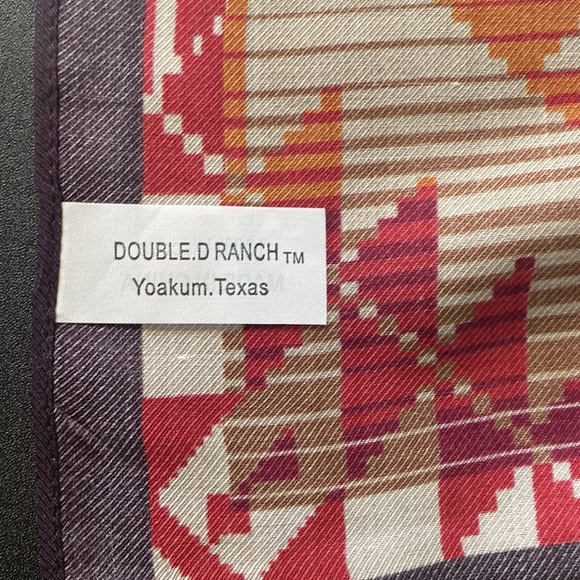 DOUBLE.D RANCH TM
Yoakum.Texas